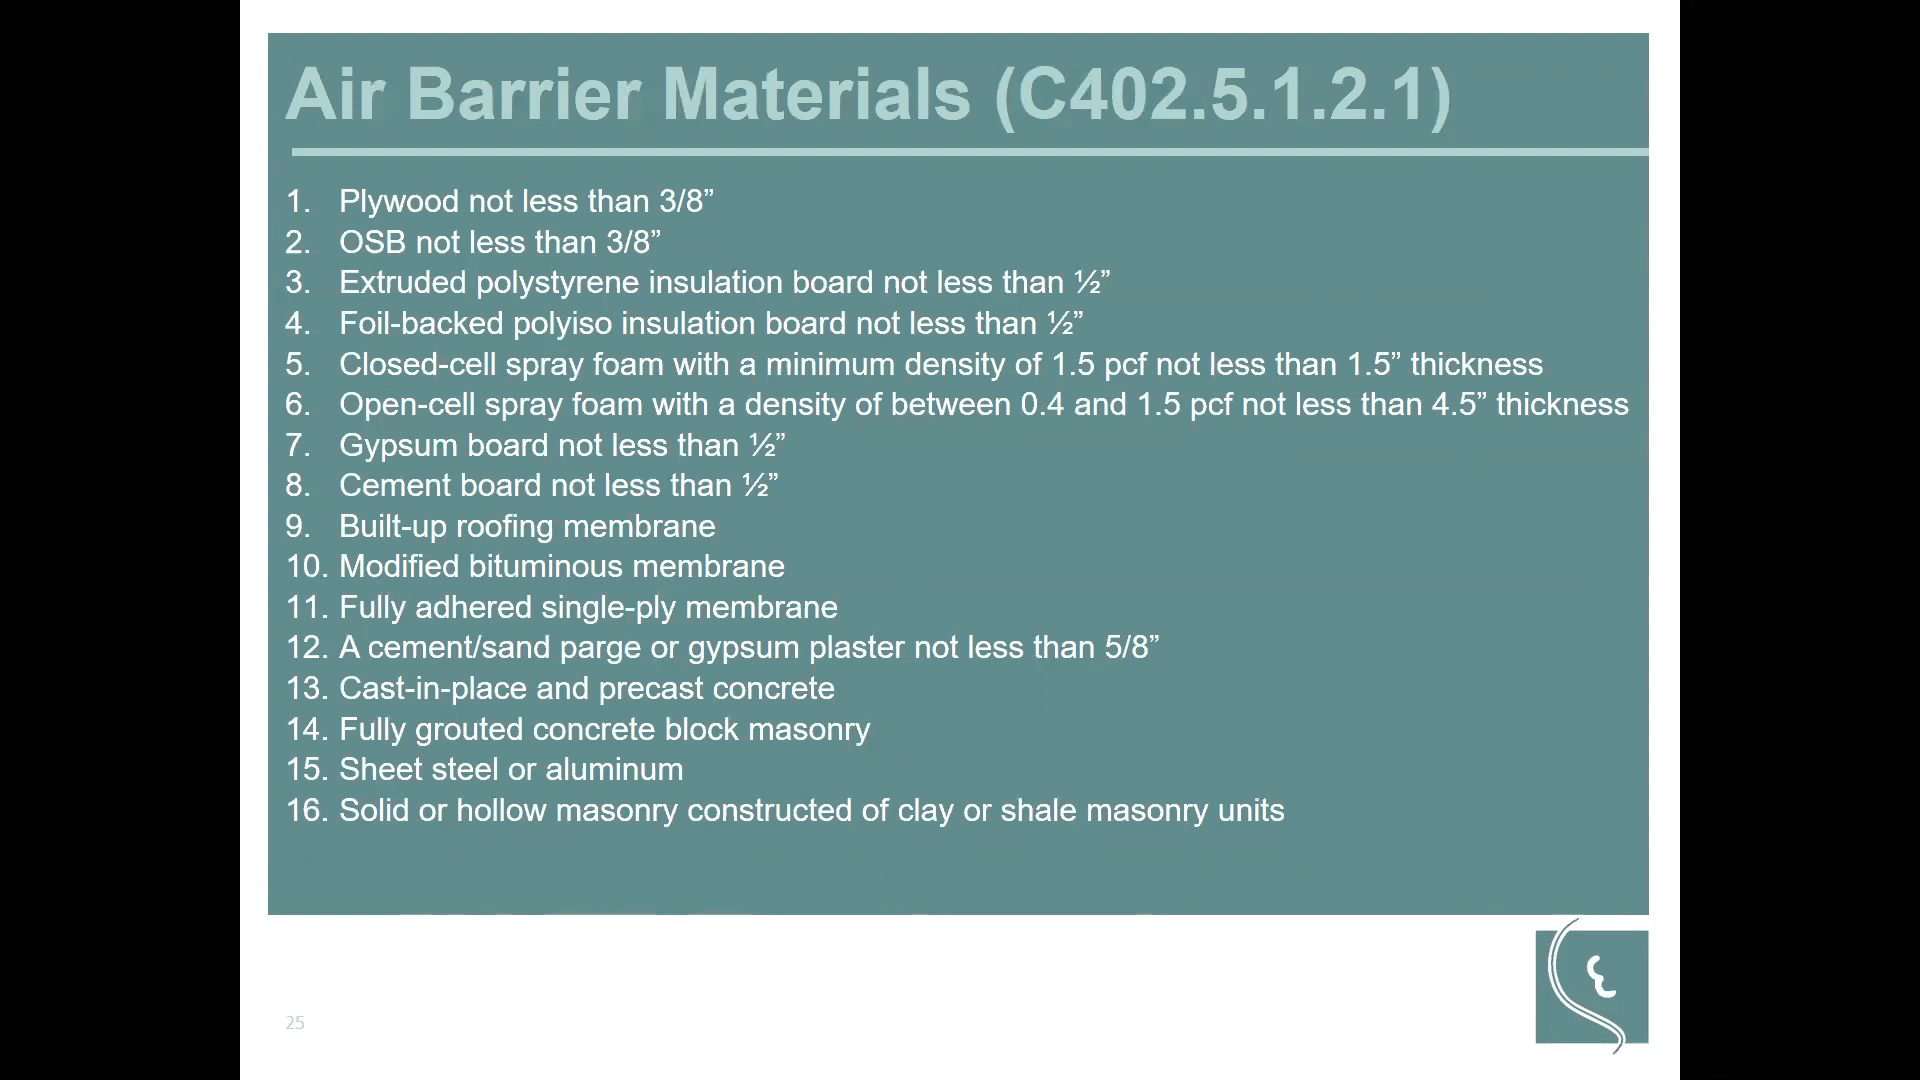 Air Barrier Materials (C402.5.1.2.1)
1. Plywood not less than 3/8”
2. OSB not less than 3/8”
3. Extruded polystyrene insulation board not less than ½”
4. Foil-backed polyiso insulation board not less than ½”
5. Closed-cell spray foam with a minimum density of 1.5 pcf not less than 1.5” thickness
6. Open-cell spray foam with a density of between 0.4 and 1.5 pcf not less than 4.5” thickness
7. Gypsum board not less than ½”
8. Cement board not less than ½”
9. Built-up roofing membrane
10. Modified bituminous membrane
11. Fully adhered single-ply membrane
12. A cement/sand parge or gypsum plaster not less than 5/8”
13. Cast-in-place and precast concrete
14. Fully grouted concrete block masonry
15. Sheet steel or aluminum
16. Solid or hollow masonry constructed of clay or shale masonry units
25